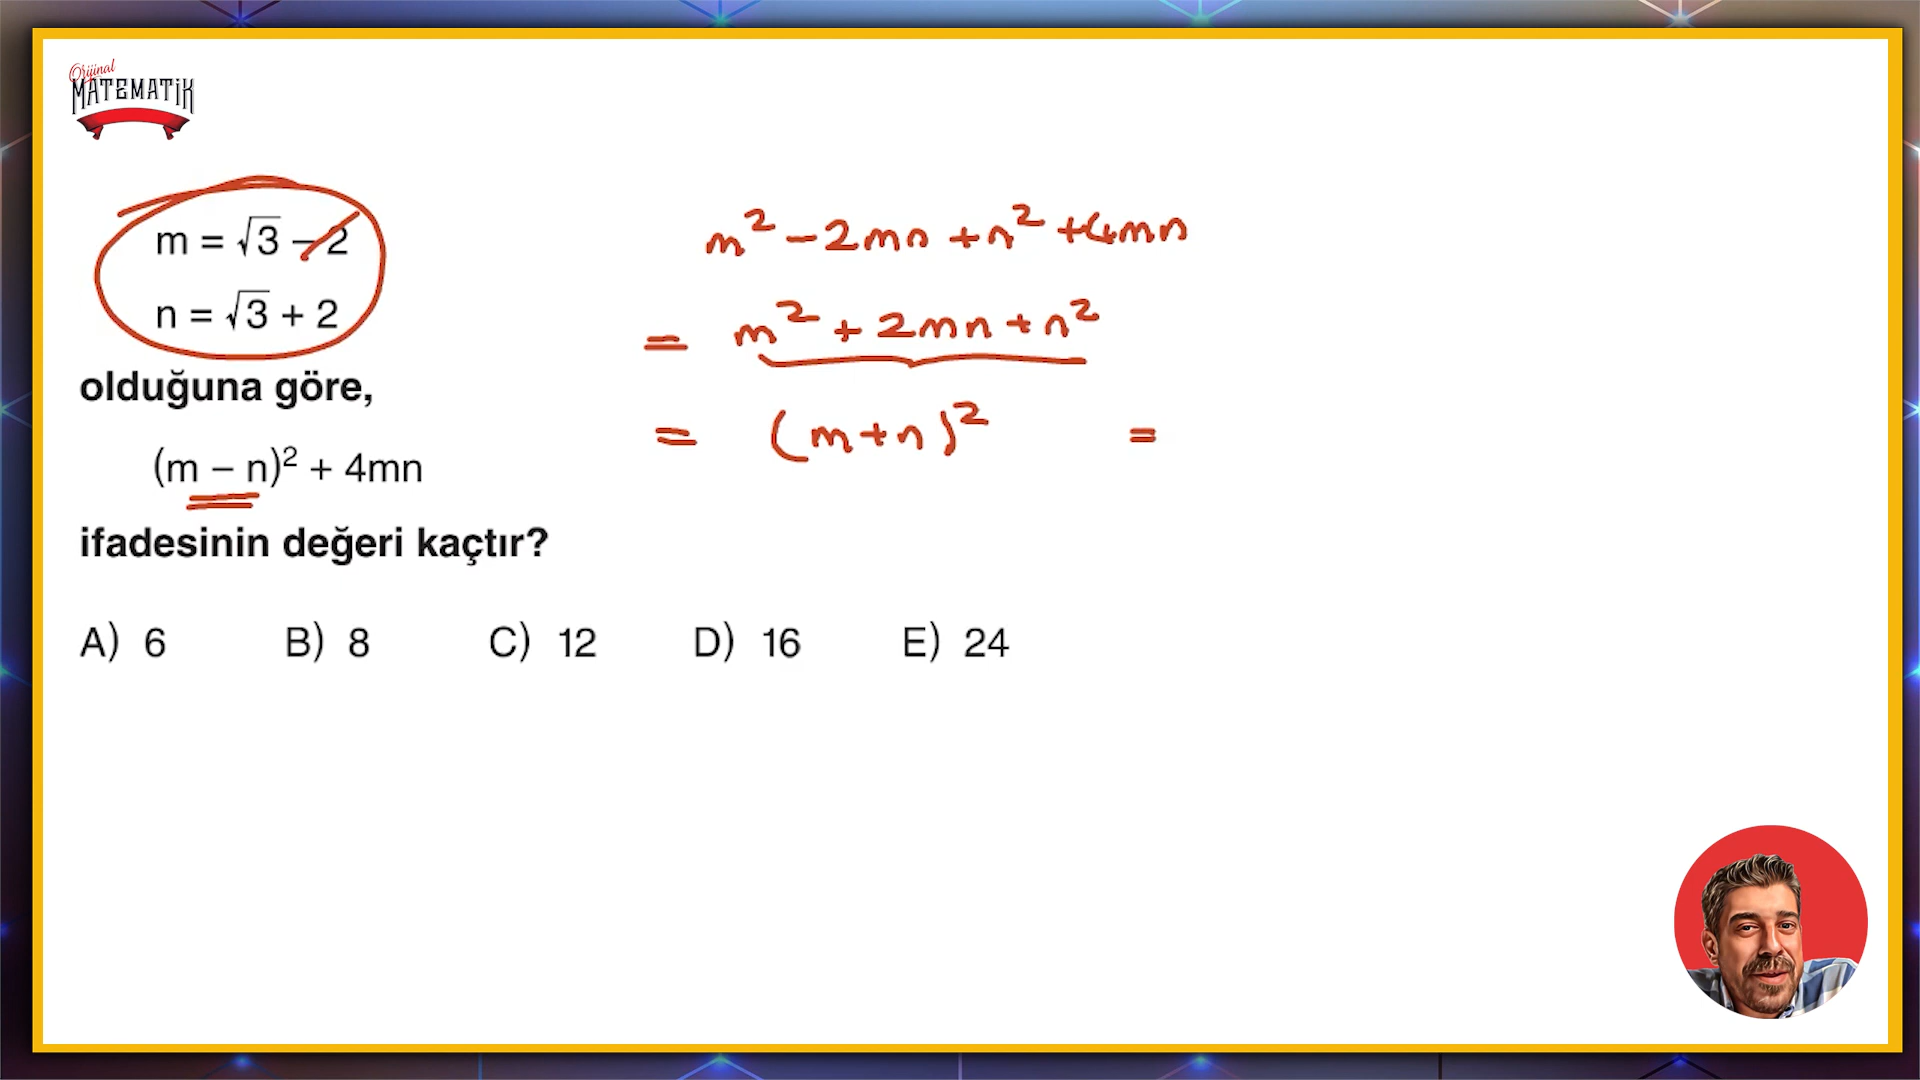 Orijinal
MATEMATİK
m = √3 – 2
n = √3 + 2
olduğuna göre,
(m – n)² + 4mn
ifadesinin değeri kaçtır?
A) 6 B) 8 C) 12 D) 16 E) 24
m² – 2mn + n² + 4mn
= m² + 2mn + n²
= (m + n)² =